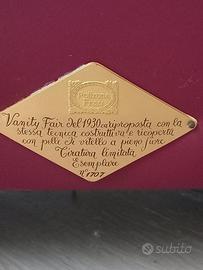 Poltrona
Frau
Vanity Fair del 1930 riproposta con la
stessa tecnica costruttiva e ricoperta
con pelle di vitello a pieno fiore
Tiratura limitata
Esemplare
n° 1707
subito